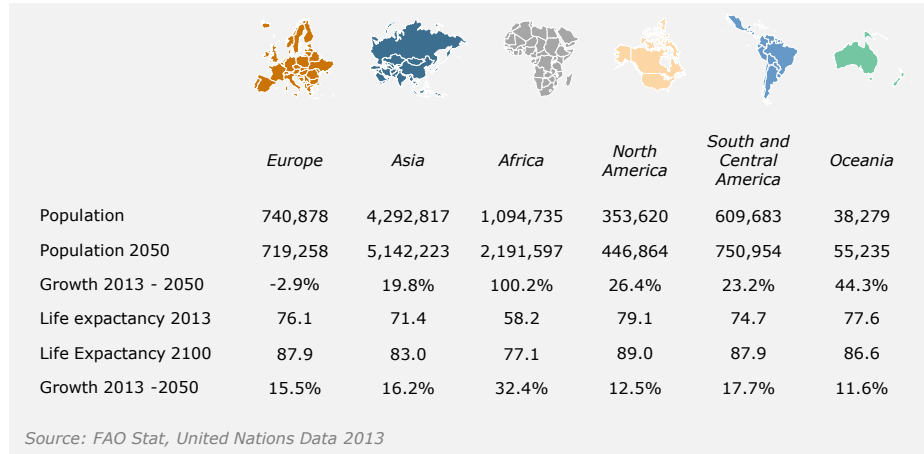 Europe Asia Africa North America South and Central America Oceania
Population 740,878 4,292,817 1,094,735 353,620 609,683 38,279
Population 2050 719,258 5,142,223 2,191,597 446,864 750,954 55,235
Growth 2013 - 2050 -2.9% 19.8% 100.2% 26.4% 23.2% 44.3%
Life expactancy 2013 76.1 71.4 58.2 79.1 74.7 77.6
Life Expactancy 2100 87.9 83.0 77.1 89.0 87.9 86.6
Growth 2013 -2050 15.5% 16.2% 32.4% 12.5% 17.7% 11.6%
Source: FAO Stat, United Nations Data 2013